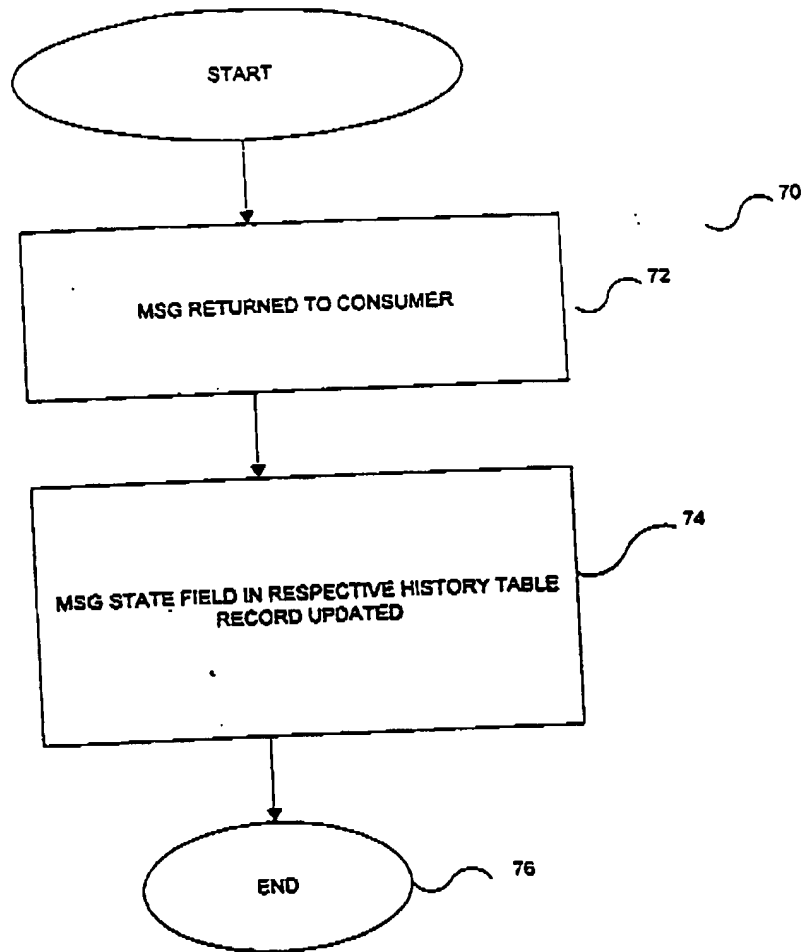 START
70
MSG RETURNED TO CONSUMER
72
MSG STATE FIELD IN RESPECTIVE HISTORY TABLE
RECORD UPDATED
74
END
76